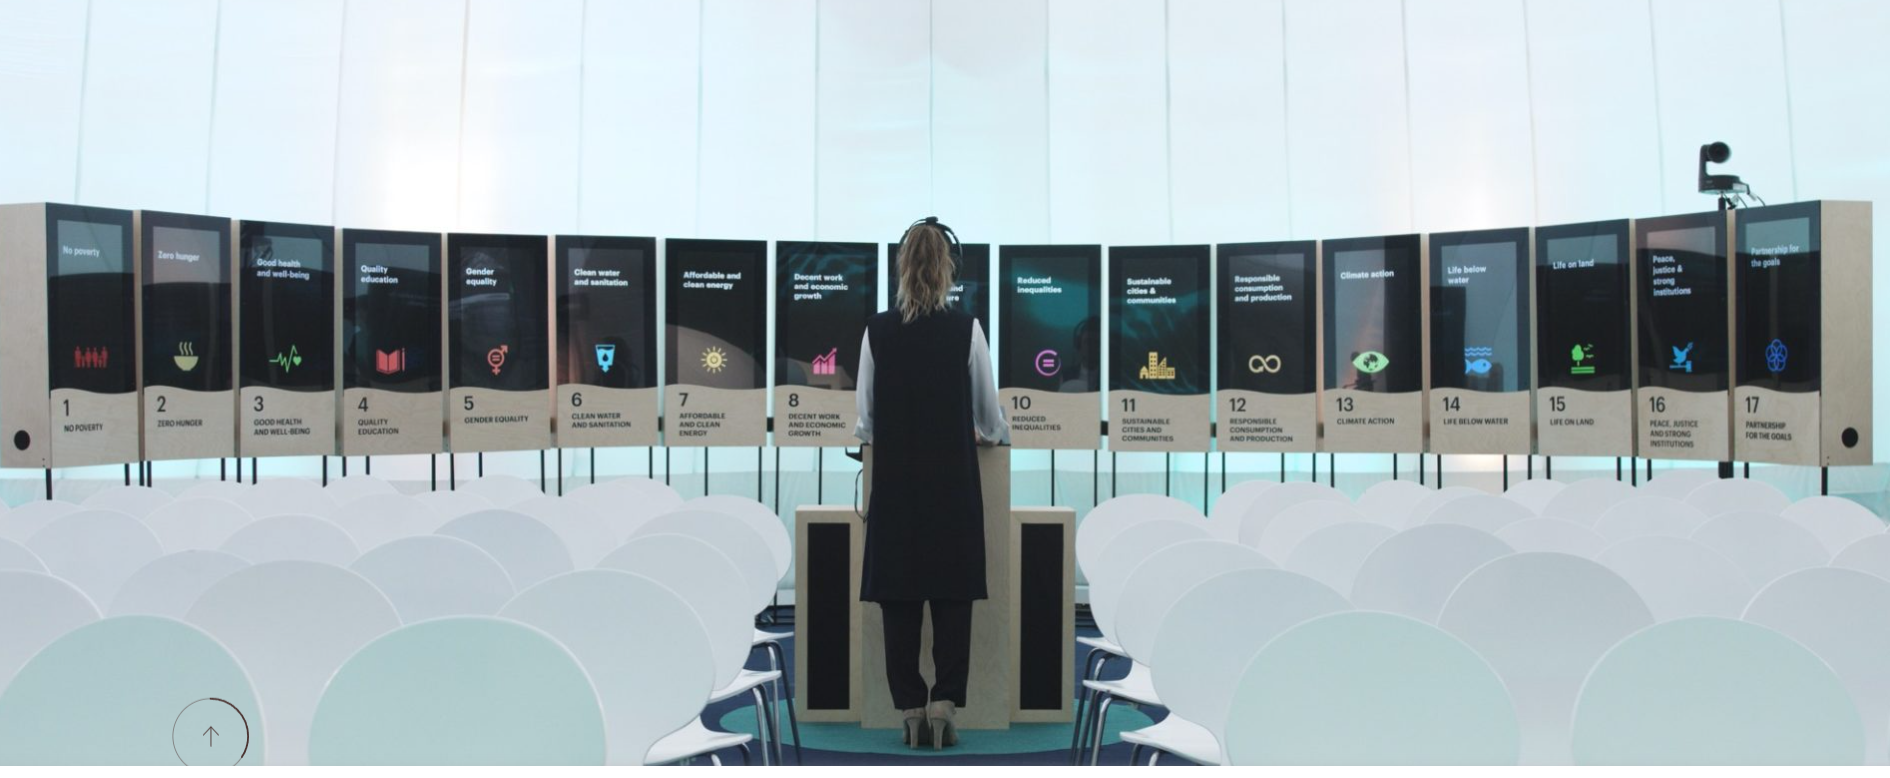 No poverty
1
NO POVERTY
Zero hunger
2
ZERO HUNGER
Good health
and well-being
3
GOOD HEALTH
AND WELL-BEING
Quality
education
4
QUALITY
EDUCATION
Gender
equality
5
GENDER EQUALITY
Clean water
and sanitation
6
CLEAN WATER
AND SANITATION
Affordable and
clean energy
7
AFFORDABLE
AND CLEAN
ENERGY
Decent work
and economic
growth
8
DECENT WORK
AND ECONOMIC
GROWTH
Reduced
inequalities
10
REDUCED
INEQUALITIES
Sustainable
cities &
communities
11
SUSTAINABLE
CITIES AND
COMMUNITIES
Responsible
consumption
and production
12
RESPONSIBLE
CONSUMPTION
AND PRODUCTION
Climate action
13
CLIMATE ACTION
Life below
water
14
LIFE BELOW WATER
Life on land
15
LIFE ON LAND
Peace,
justice &
strong
institutions
16
PEACE, JUSTICE
AND STRONG
INSTITUTIONS
Partnership for
the goals
17
PARTNERSHIP
FOR THE GOALS